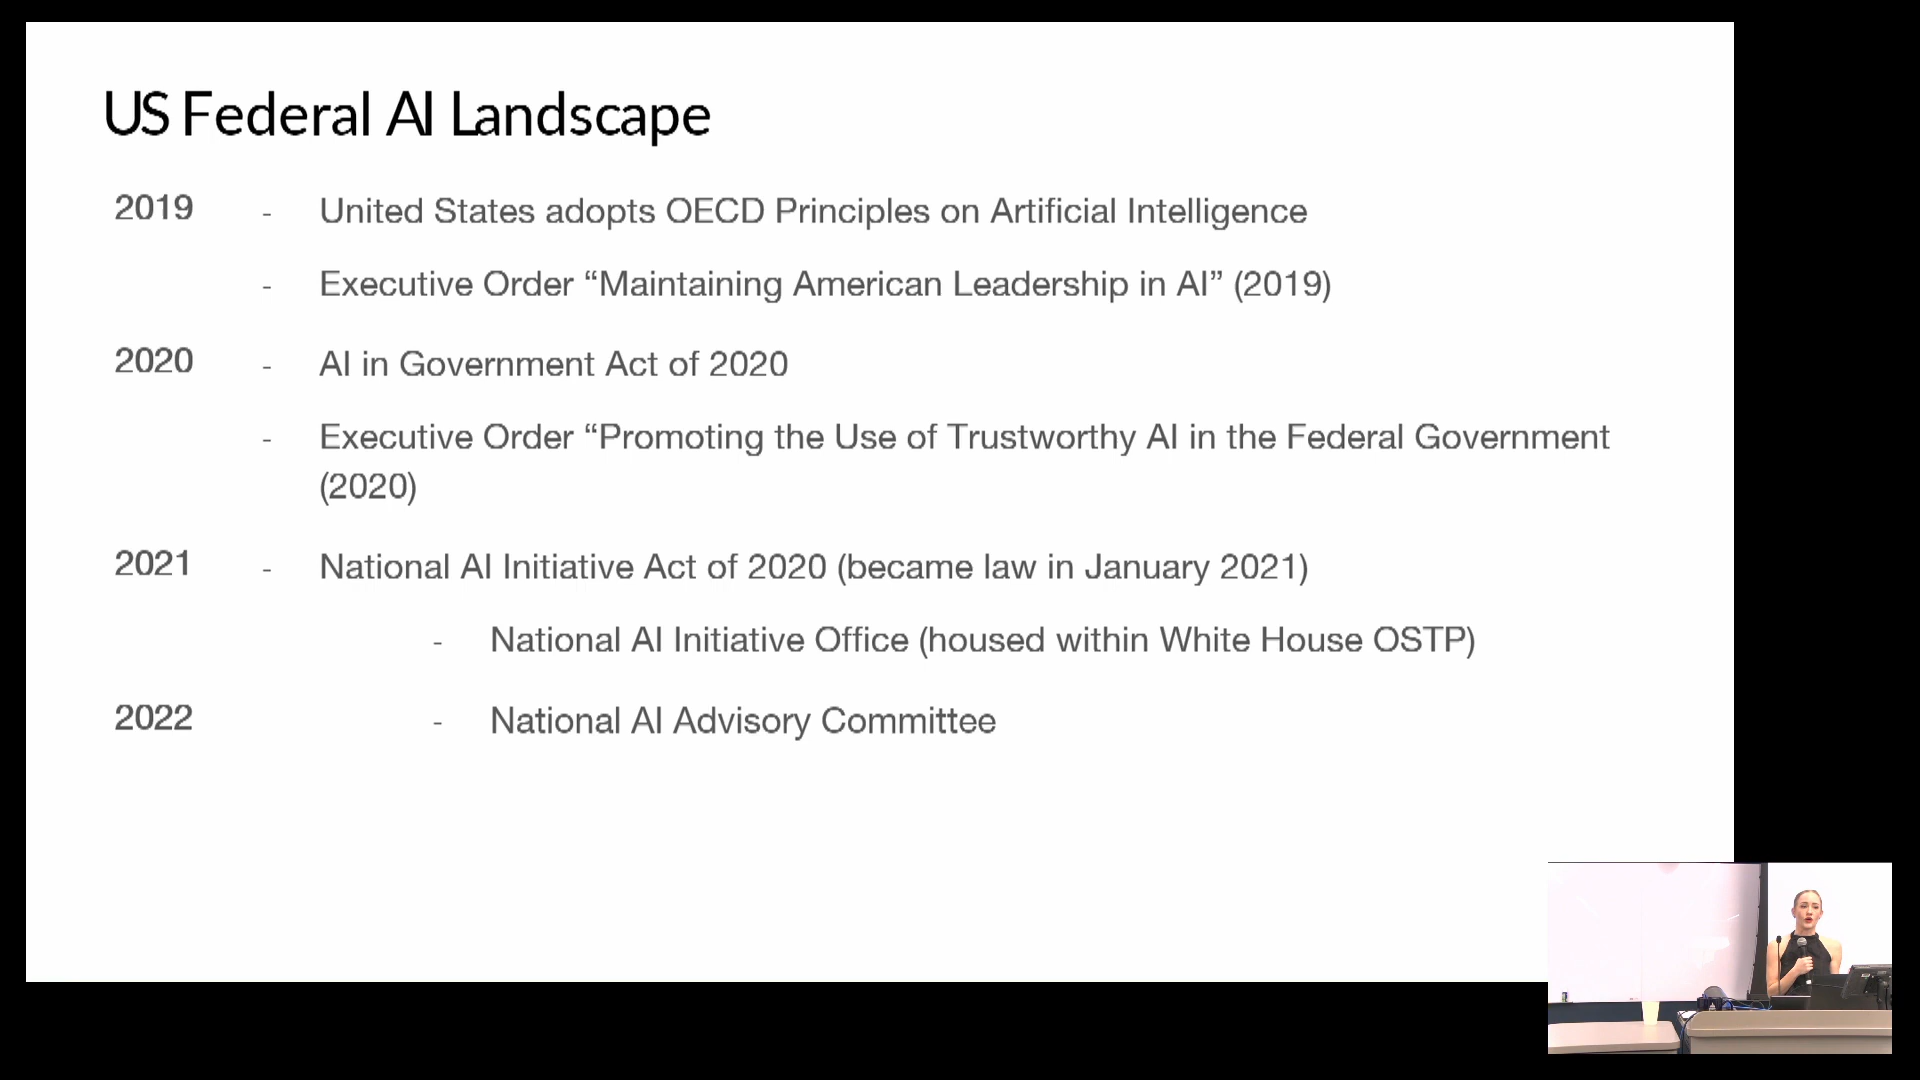 US Federal AI Landscape
2019 - United States adopts OECD Principles on Artificial Intelligence
- Executive Order “Maintaining American Leadership in AI” (2019)
2020 - AI in Government Act of 2020
- Executive Order “Promoting the Use of Trustworthy AI in the Federal Government
(2020)
2021 - National AI Initiative Act of 2020 (became law in January 2021)
- National AI Initiative Office (housed within White House OSTP)
2022 - National AI Advisory Committee